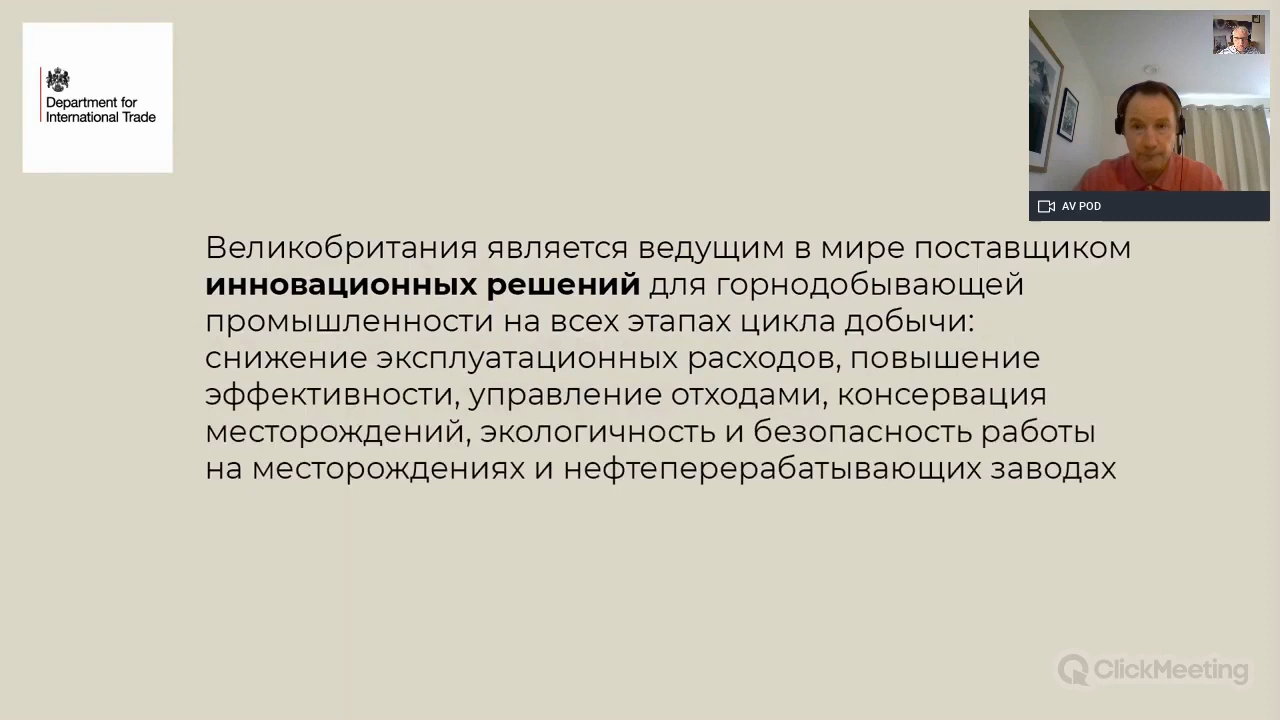 Department for
International Trade
AV POD
Великобритания является ведущим в мире поставщиком
инновационных решений для горнодобывающей
промышленности на всех этапах цикла добычи:
снижение эксплуатационных расходов, повышение
эффективности, управление отходами, консервация
месторождений, экологичность и безопасность работы
на месторождениях и нефтеперерабатывающих заводах
ClickMeeting